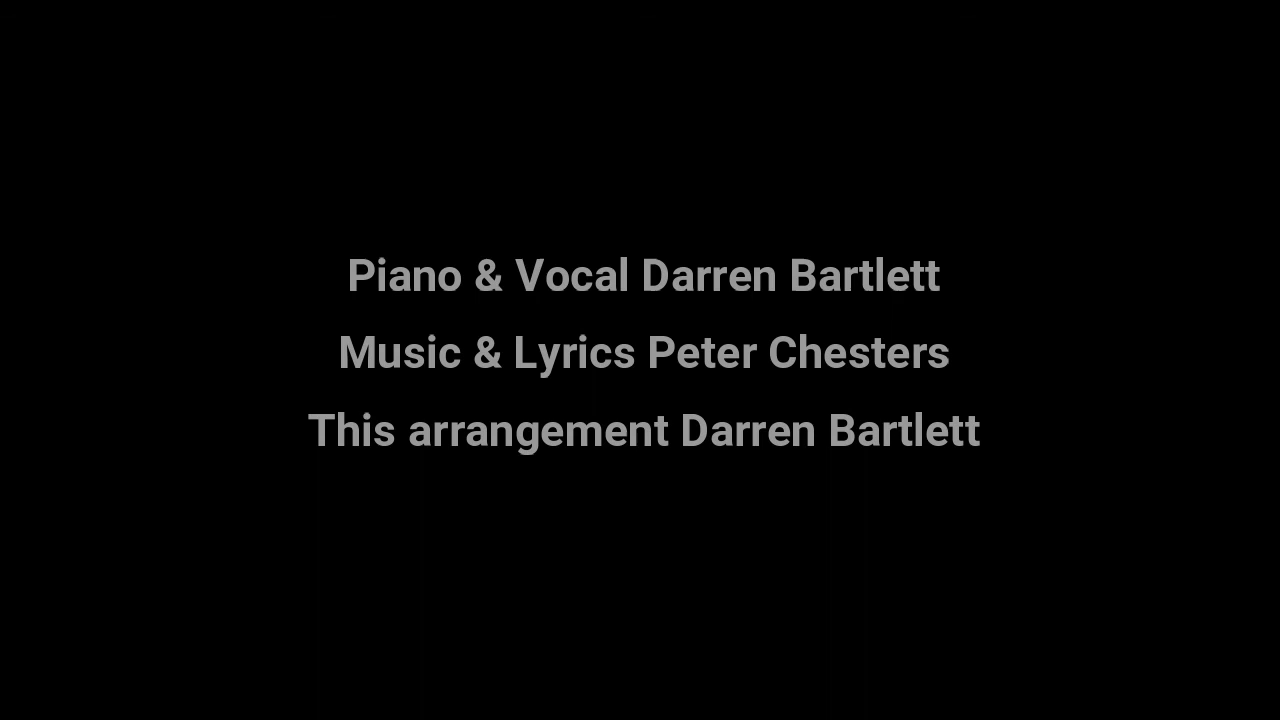 Piano & Vocal Darren Bartlett
Music & Lyrics Peter Chesters
This arrangement Darren Bartlett